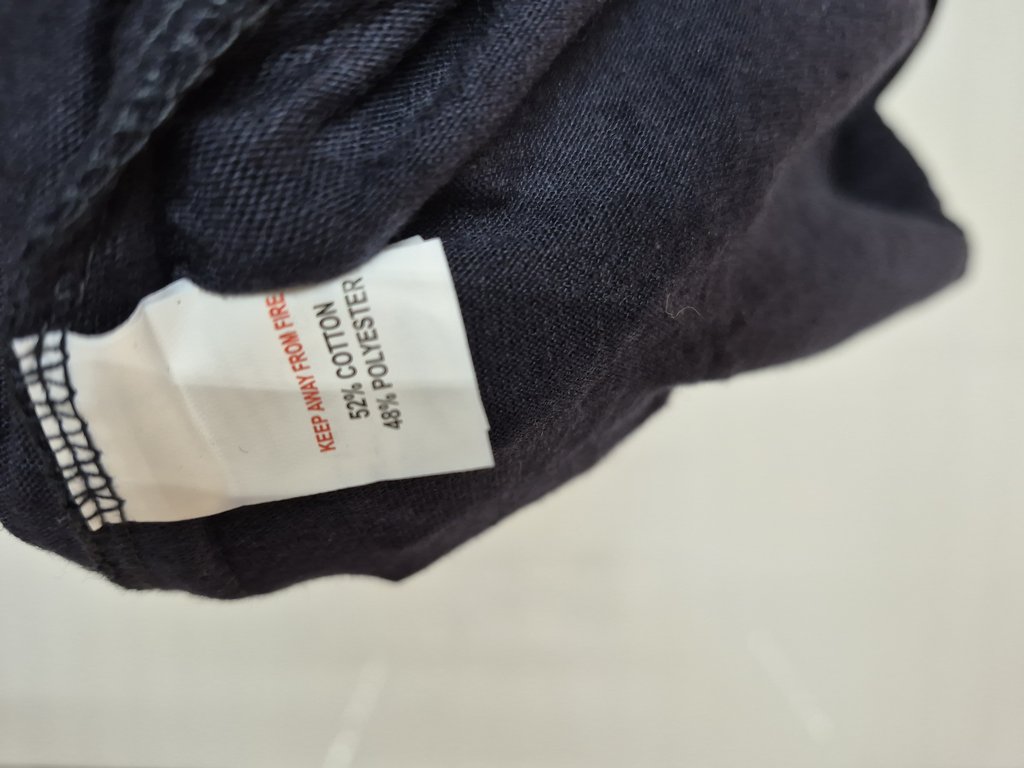 KEEP AWAY FROM FIRE
52% COTTON
48% POLYESTER